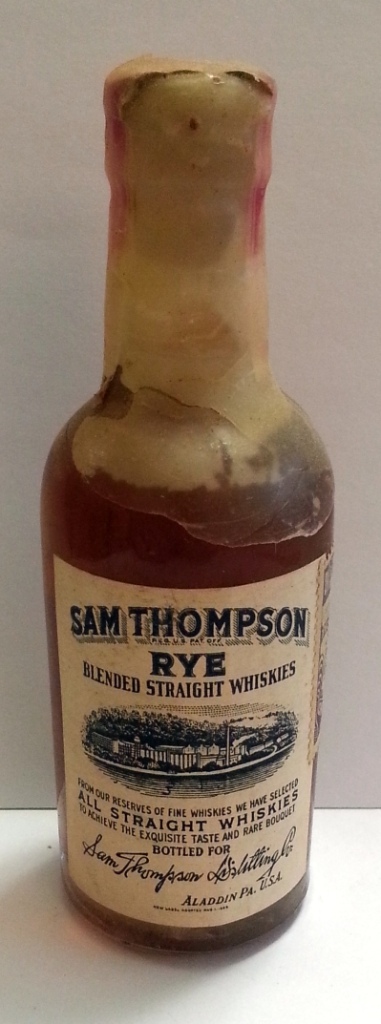 SAM THOMPSON
REG. U.S. PAT. OFF.
RYE
BLENDED STRAIGHT WHISKIES
FROM OUR RESERVES OF FINE WHISKIES WE HAVE SELECTED
ALL STRAIGHT WHISKIES
TO ACHIEVE THE EXQUISITE TASTE AND RARE BOUQUET
BOTTLED FOR
Sam Thompson Distilling Co.
ALADDIN PA. U.S.A.